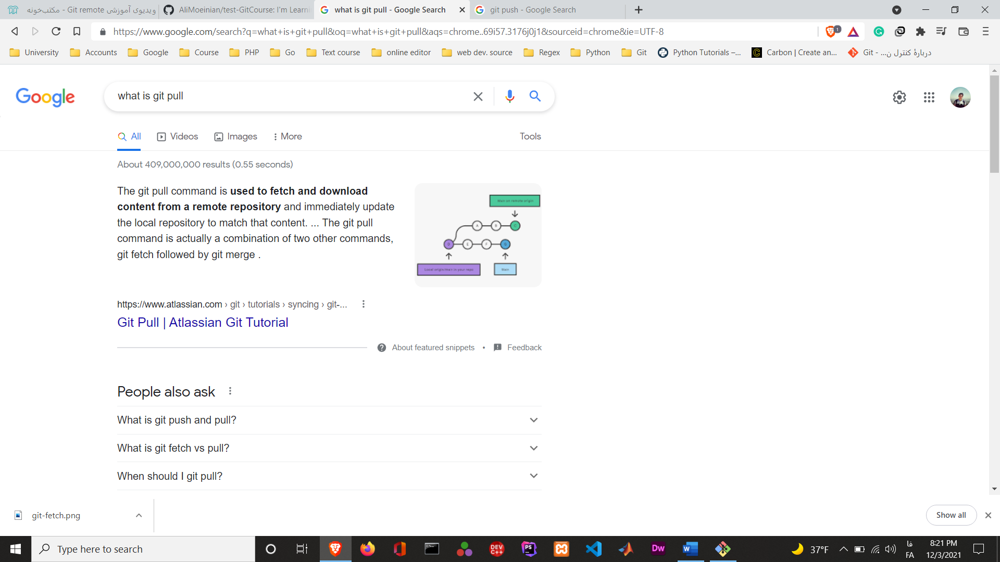 ویدیوی آموزشی Git remote - مکتب‌خونه
AliMoeinian/test-GitCourse: I'm Learni
what is git pull - Google Search
git push - Google Search
https://www.google.com/search?q=what+is+git+pull&oq=what+is+git+pull&aqs=chrome..69i57.3176j0j1&sourceid=chrome&ie=UTF-8
1
University
Accounts
Google
Course
PHP
Go
Text course
online editor
web dev. source
Regex
Python
Git
Python Tutorials –...
Carbon | Create an...
Git - دربارهٔ کنترل ن...
Google
what is git pull
All
Videos
Images
More
Tools
About 409,000,000 results (0.55 seconds)
The git pull command is used to fetch and download
content from a remote repository and immediately update
the local repository to match that content. ... The git pull
command is actually a combination of two other commands,
git fetch followed by git merge .
Main on remote origin
A
B
C
D
E
F
G
Local origin/main in your repo
Main
https://www.atlassian.com › git › tutorials › syncing › git-...
Git Pull | Atlassian Git Tutorial
About featured snippets
•
Feedback
People also ask
What is git push and pull?
What is git fetch vs pull?
When should I git pull?
git-fetch.png
Show all
Type here to search
DEV
C++
PS
Dw
W
37°F
فا
FA
8:21 PM
12/3/2021